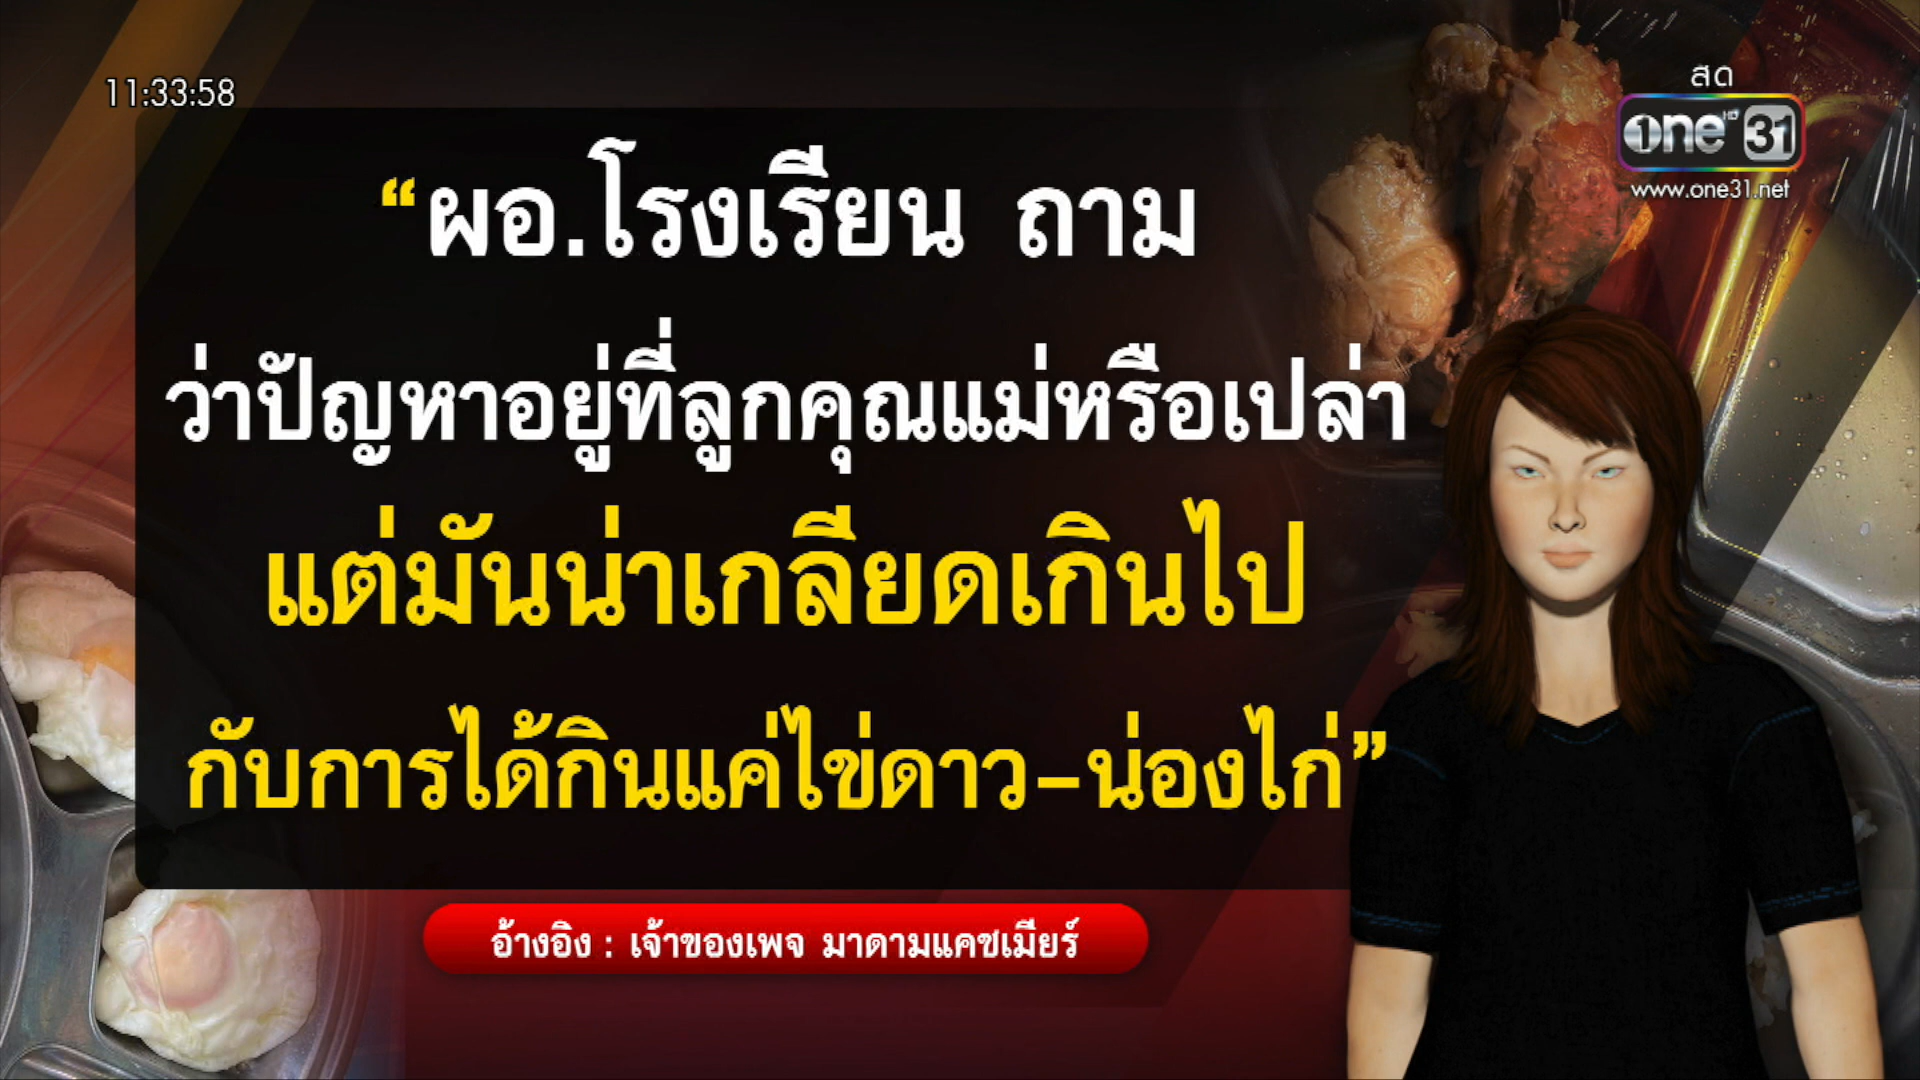 11:33:58
สด
one HD 31
www.one31.net
“ผอ.โรงเรียน ถาม
ว่าปัญหาอยู่ที่ลูกคุณแม่หรือเปล่า
แต่มันน่าเกลียดเกินไป
กับการได้กินแค่ไข่ดาว-น่องไก่”
อ้างอิง : เจ้าของเพจ มาดามแคชเมียร์